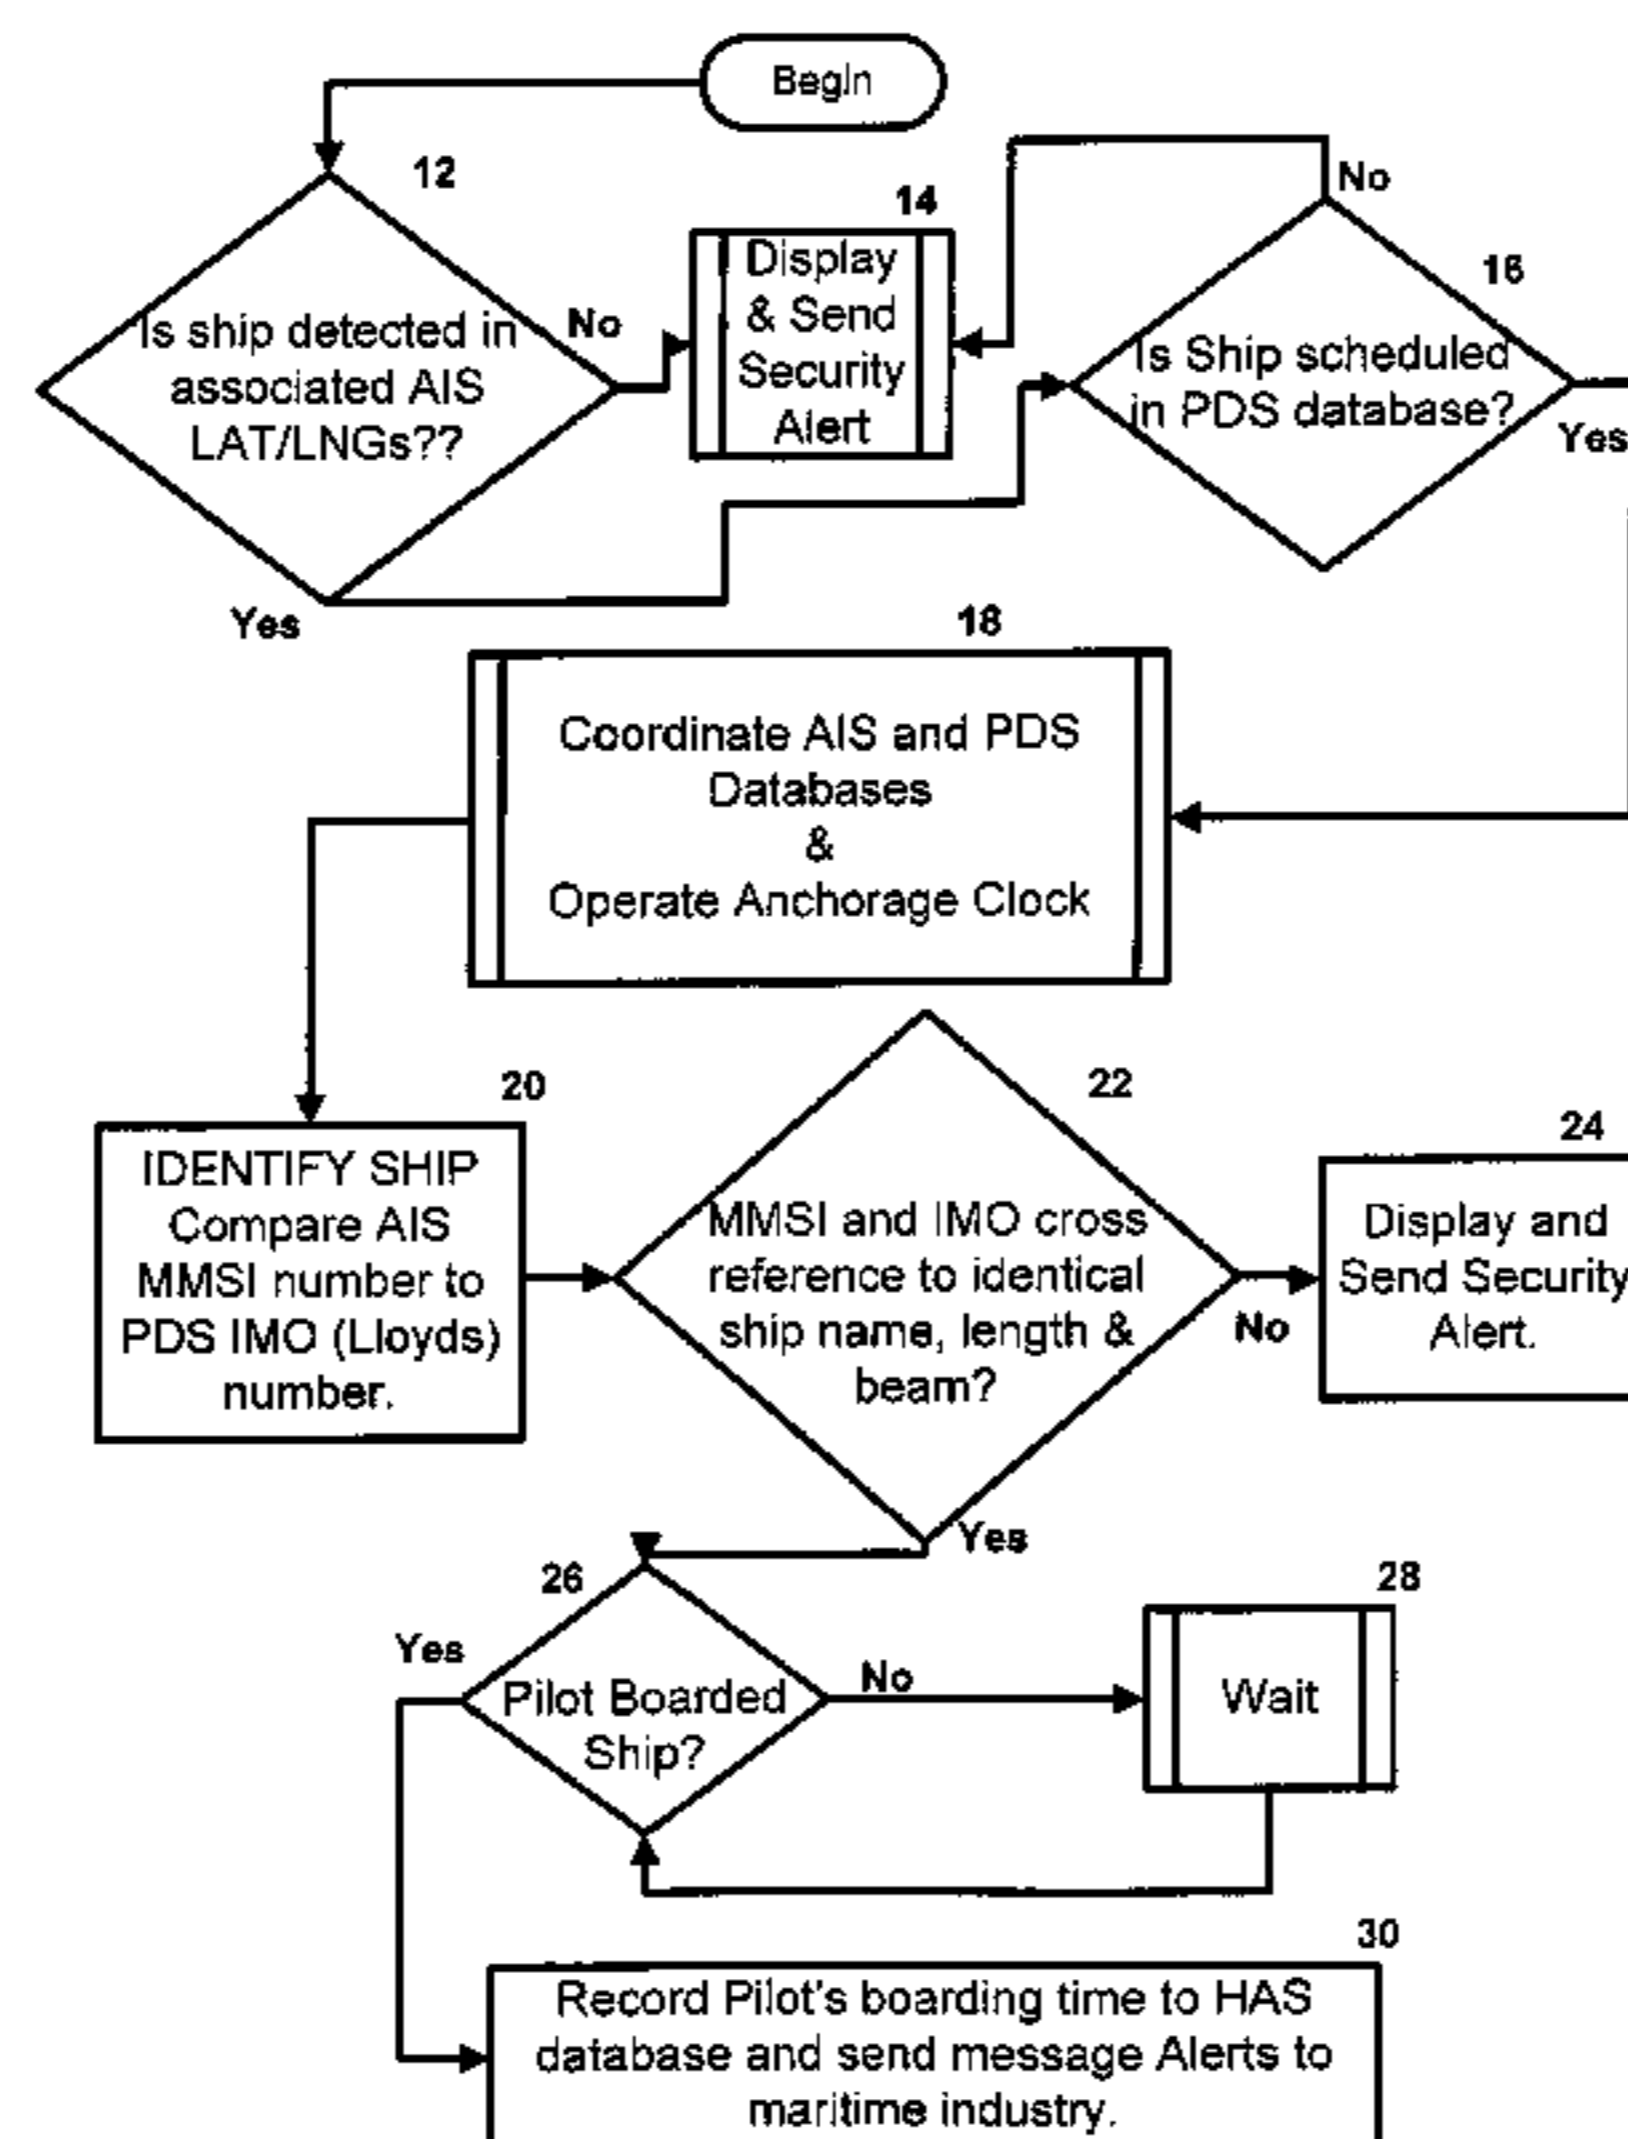 Begin
12
Is ship detected in
associated AIS
LAT/LNGs??
No
Yes
14
Display
& Send
Security
Alert
No
16
Is Ship scheduled
in PDS database?
Yes
18
Coordinate AIS and PDS
Databases
&
Operate Anchorage Clock
20
IDENTIFY SHIP
Compare AIS
MMSI number to
PDS IMO (Lloyds)
number.
22
MMSI and IMO cross
reference to identical
ship name, length &
beam?
No
Yes
24
Display and
Send Security
Alert.
26
Yes
Pilot Boarded
Ship?
No
28
Wait
30
Record Pilot's boarding time to HAS
database and send message Alerts to
maritime industry.